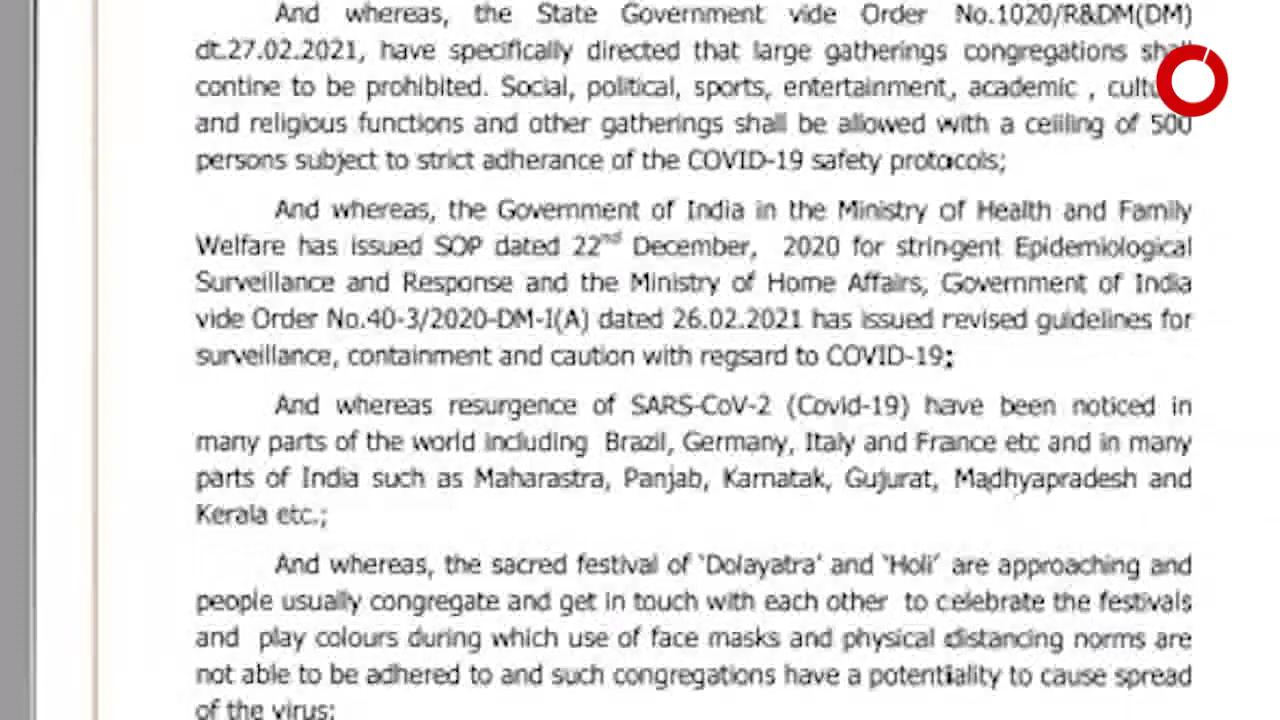 And whereas, the State Government vide Order No.1020/R&DM(DM)
dt.27.02.2021, have specifically directed that large gatherings congregations shall
contine to be prohibited. Social, political, sports, entertainment, academic , cultu
and religious functions and other gatherings shall be allowed with a ceiling of 500
persons subject to strict adherance of the COVID-19 safety protocols;
And whereas, the Government of India in the Ministry of Health and Family
Welfare has issued SOP dated 22nd December, 2020 for stringent Epidemiological
Surveillance and Response and the Ministry of Home Affairs, Government of India
vide Order No.40-3/2020-DM-I(A) dated 26.02.2021 has issued revised guidelines for
surveillance, containment and caution with regsard to COVID-19;
And whereas resurgence of SARS-CoV-2 (Covid-19) have been noticed in
many parts of the world including Brazil, Germany, Italy and France etc and in many
parts of India such as Maharastra, Panjab, Karnatak, Gujurat, Madhyapradesh and
Kerala etc.;
And whereas, the sacred festival of ‘Dolayatra’ and ‘Holi’ are approaching and
people usually congregate and get in touch with each other to celebrate the festivals
and play colours during which use of face masks and physical distancing norms are
not able to be adhered to and such congregations have a potentiality to cause spread
of the virus;